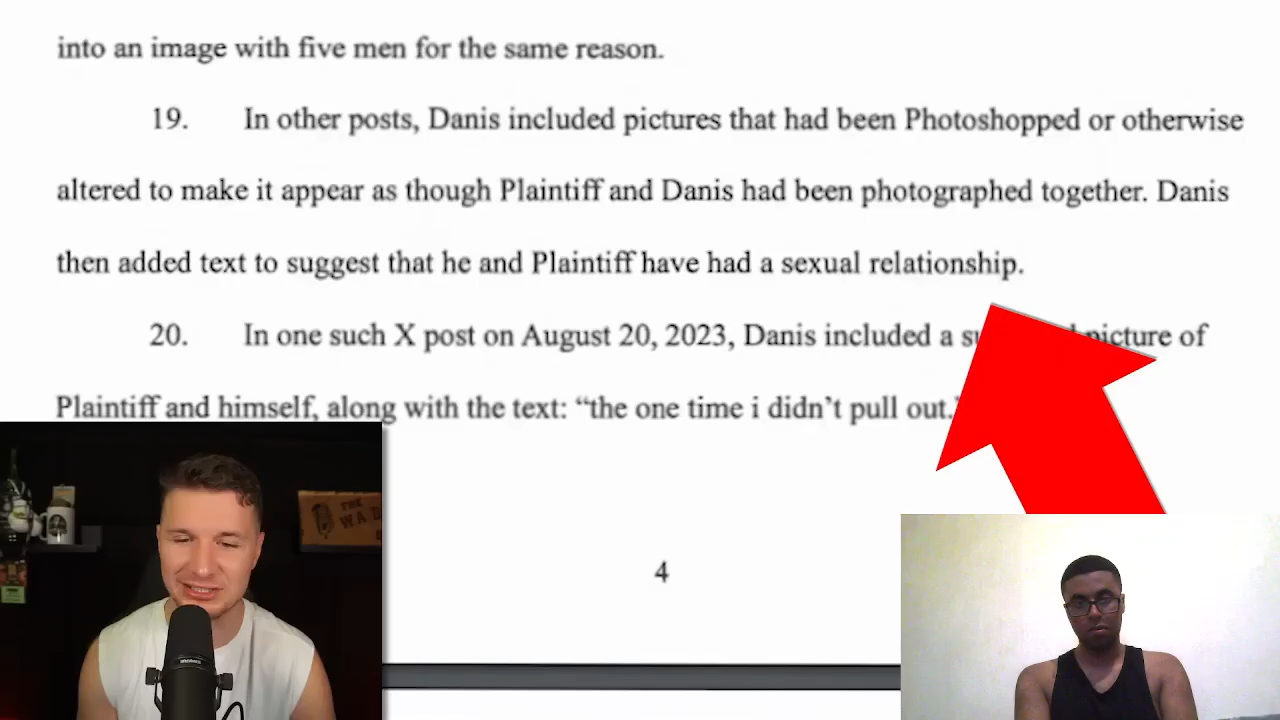 into an image with five men for the same reason.
19. In other posts, Danis included pictures that had been Photoshopped or otherwise
altered to make it appear as though Plaintiff and Danis had been photographed together. Danis
then added text to suggest that he and Plaintiff have had a sexual relationship.
20. In one such X post on August 20, 2023, Danis included a picture of
Plaintiff and himself, along with the text: “the one time i didn’t pull out.
THE
WA
4